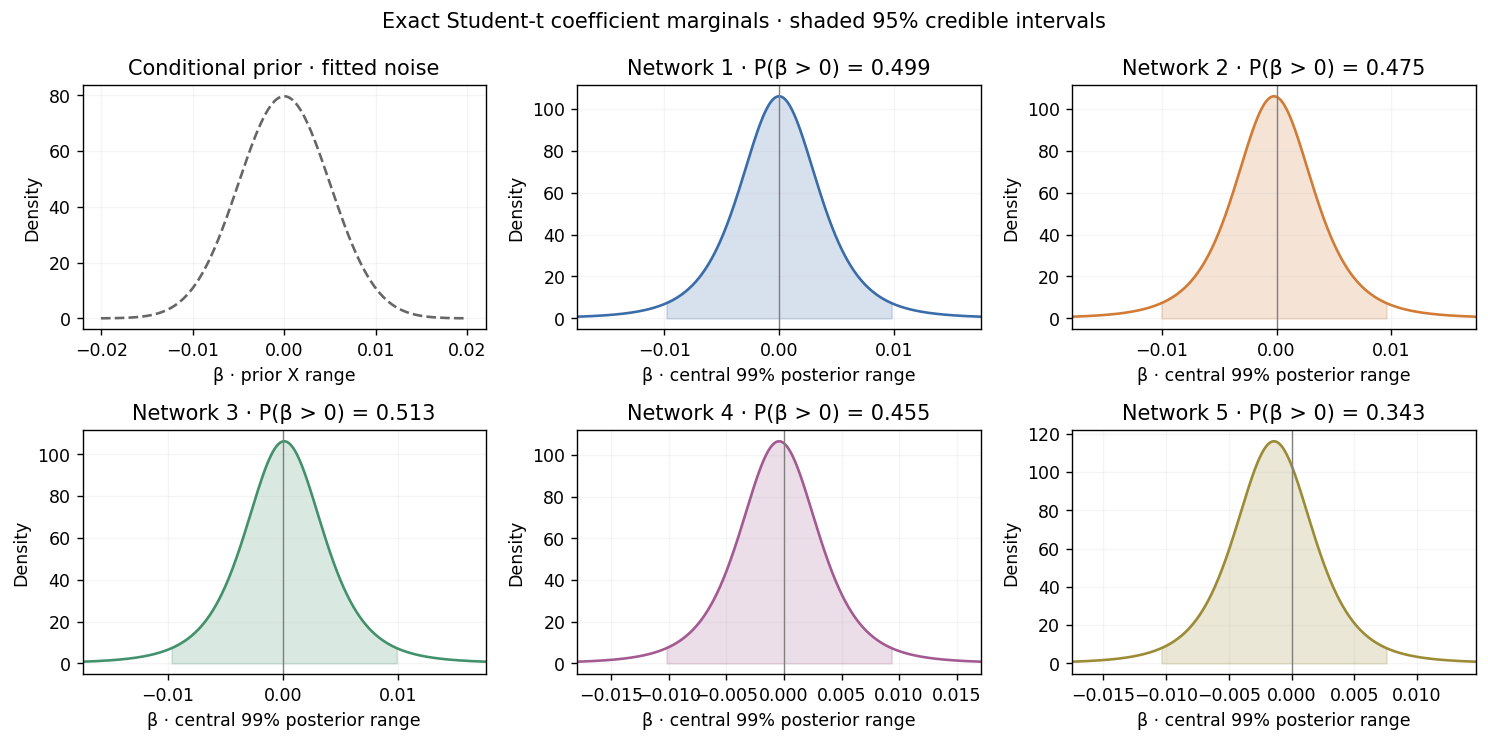 Exact Student-t coefficient marginals · shaded 95% credible intervals
Conditional prior · fitted noise
Density
80
60
40
20
0
−0.02 −0.01 0.00 0.01 0.02
β · prior X range
Network 1 · P(β > 0) = 0.499
Density
100
80
60
40
20
0
−0.01 0.00 0.01
β · central 99% posterior range
Network 2 · P(β > 0) = 0.475
Density
100
80
60
40
20
0
−0.01 0.00 0.01
β · central 99% posterior range
Network 3 · P(β > 0) = 0.513
Density
100
80
60
40
20
0
−0.01 0.00 0.01
β · central 99% posterior range
Network 4 · P(β > 0) = 0.455
Density
100
80
60
40
20
0
−0.015 −0.010 −0.005 0.000 0.005 0.010 0.015
β · central 99% posterior range
Network 5 · P(β > 0) = 0.343
Density
120
100
80
60
40
20
0
−0.015 −0.010 −0.005 0.000 0.005 0.010
β · central 99% posterior range